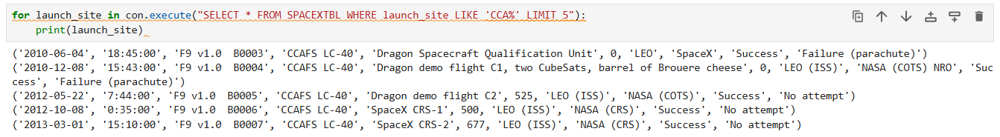 for launch_site in con.execute("SELECT * FROM SPACEXTBL WHERE launch_site LIKE 'CCA%' LIMIT 5"):
    print(launch_site)
('2010-06-04', '18:45:00', 'F9 v1.0  B0003', 'CCAFS LC-40', 'Dragon Spacecraft Qualification Unit', 0, 'LEO', 'SpaceX', 'Success', 'Failure (parachute)')
('2010-12-08', '15:43:00', 'F9 v1.0  B0004', 'CCAFS LC-40', 'Dragon demo flight C1, two CubeSats, barrel of Brouere cheese', 0, 'LEO (ISS)', 'NASA (COTS) NRO', 'Suc
cess', 'Failure (parachute)')
('2012-05-22', '7:44:00', 'F9 v1.0  B0005', 'CCAFS LC-40', 'Dragon demo flight C2', 525, 'LEO (ISS)', 'NASA (COTS)', 'Success', 'No attempt')
('2012-10-08', '0:35:00', 'F9 v1.0  B0006', 'CCAFS LC-40', 'SpaceX CRS-1', 500, 'LEO (ISS)', 'NASA (CRS)', 'Success', 'No attempt')
('2013-03-01', '15:10:00', 'F9 v1.0  B0007', 'CCAFS LC-40', 'SpaceX CRS-2', 677, 'LEO (ISS)', 'NASA (CRS)', 'Success', 'No attempt')